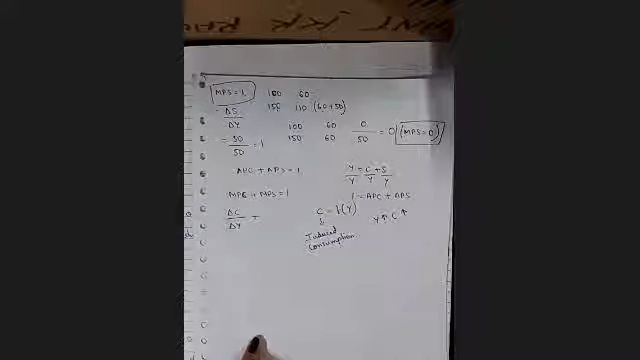 MPS = 1 100 60
= ΔS / ΔY 150 110 (60+50)
= 50 / 50 = 1 100 60 0 / 50 = 0 (MPS = 0)
150 60
APC + APS = 1 Y / Y = C / Y + S / Y
1 = APC + APS
MPC + MPS = 1
C = f(Y) Y↑ C↑
ΔC / ΔY =
Induced
Consumption